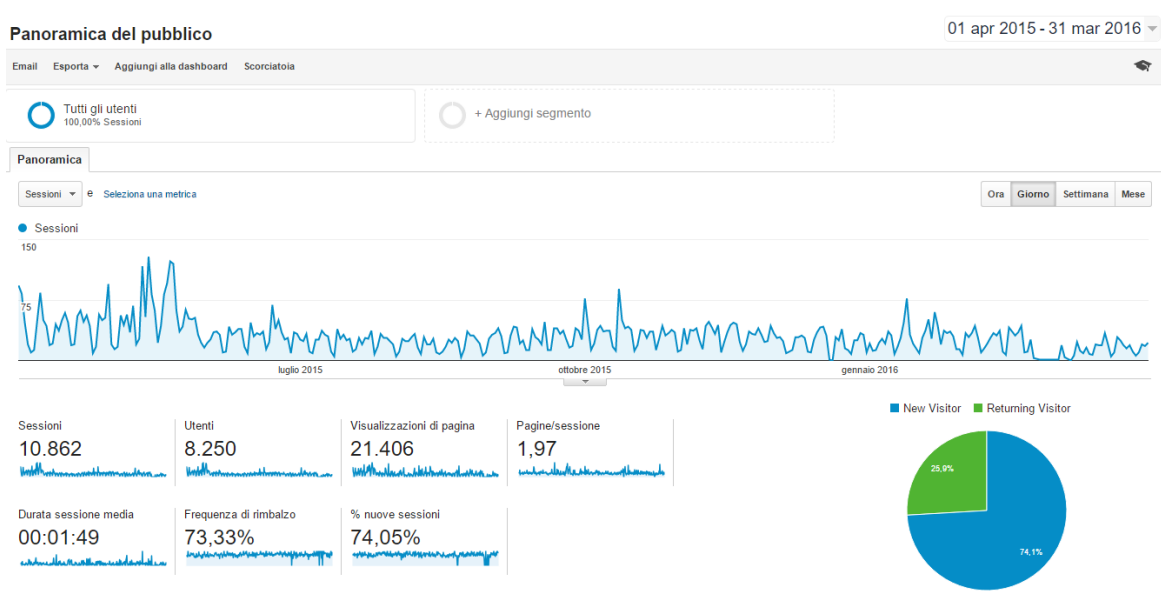 Panoramica del pubblico
01 apr 2015 - 31 mar 2016
Email Esporta Aggiungi alla dashboard Scorciatoia
Tutti gli utenti
100,00% Sessioni
+ Aggiungi segmento
Panoramica
Sessioni e Seleziona una metrica
Ora Giorno Settimana Mese
Sessioni
150
75
luglio 2015 ottobre 2015 gennaio 2016
New Visitor Returning Visitor
Sessioni
10.862
Utenti
8.250
Visualizzazioni di pagina
21.406
Pagine/sessione
1,97
Durata sessione media
00:01:49
Frequenza di rimbalzo
73,33%
% nuove sessioni
74,05%
25,9%
74,1%